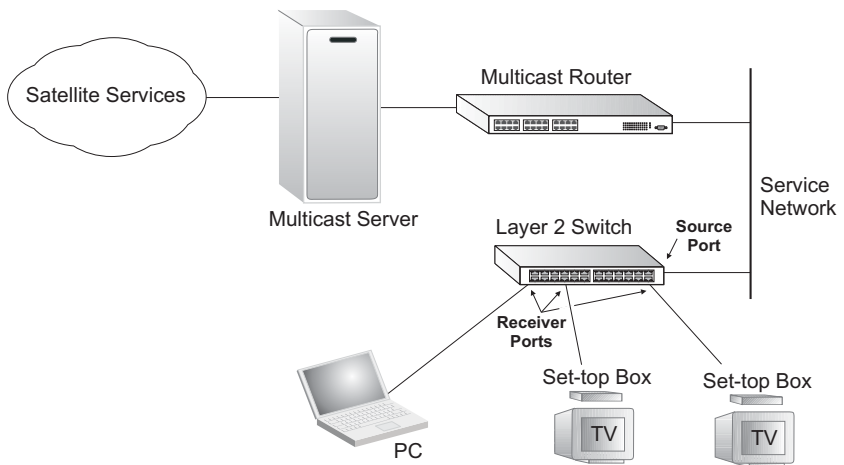 Satellite Services
Multicast Router
Multicast Server
Service
Network
Layer 2 Switch
Source
Port
Receiver
Ports
Set-top Box
Set-top Box
PC
TV
TV